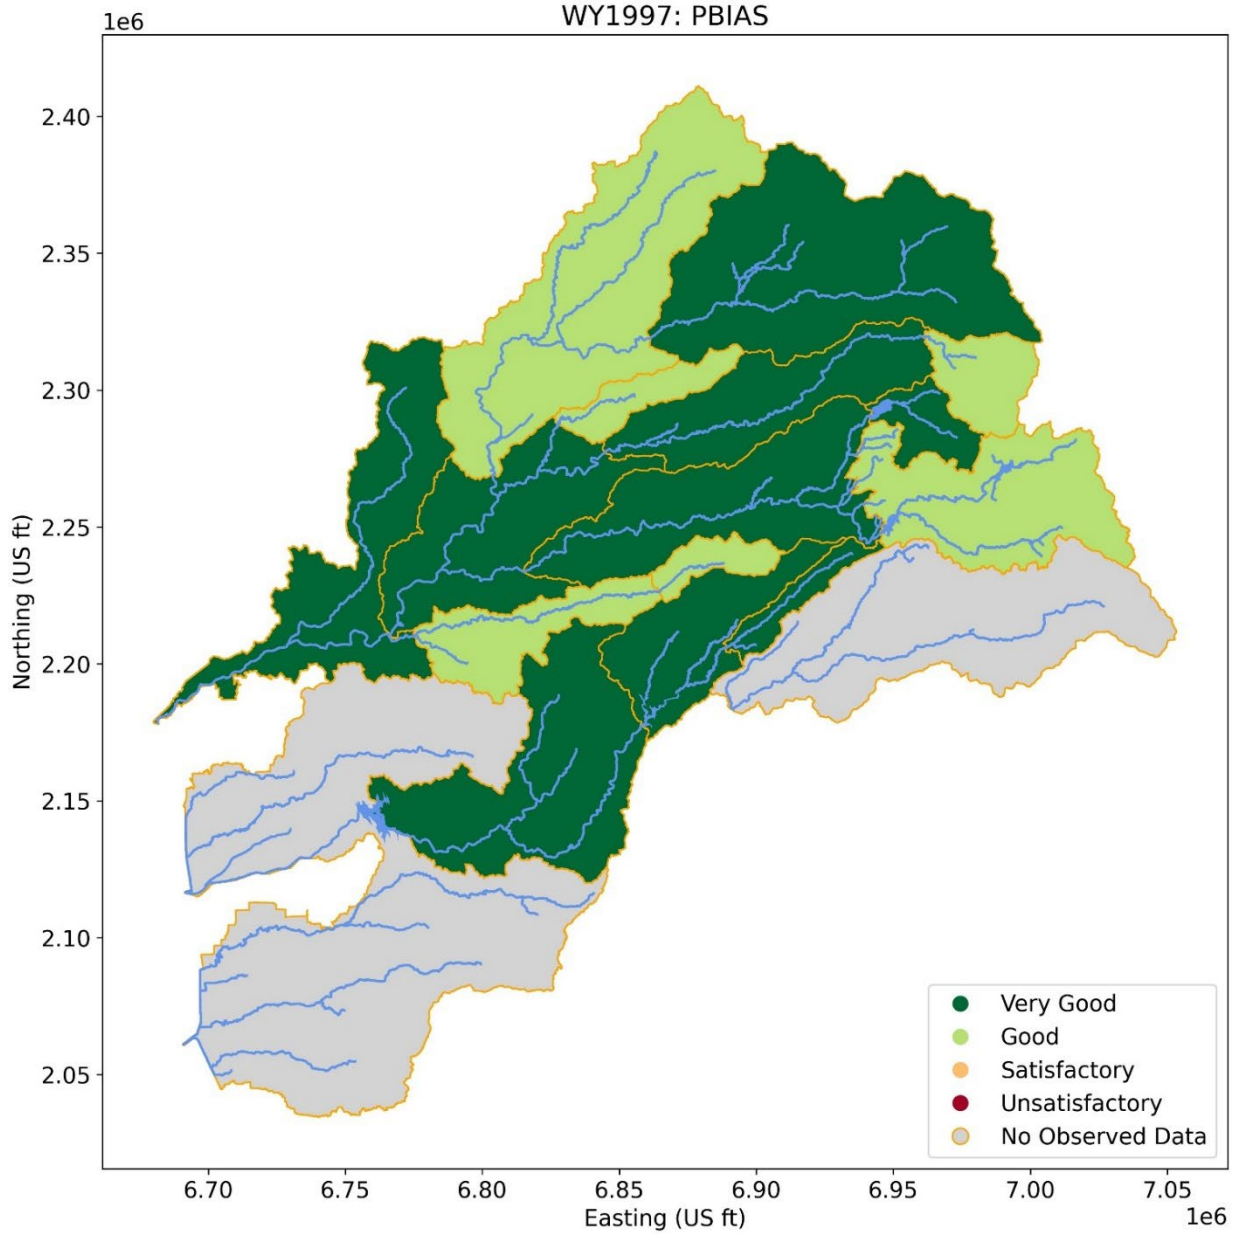 WY1997: PBIAS
1e6
2.40
2.35
2.30
2.25
2.20
2.15
2.10
2.05
Northing (US ft)
Very Good
Good
Satisfactory
Unsatisfactory
No Observed Data
6.70 6.75 6.80 6.85 6.90 6.95 7.00 7.05
Easting (US ft)
1e6